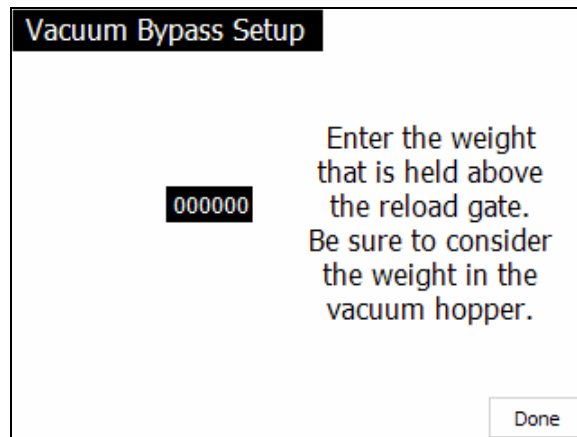 Vacuum Bypass Setup
Enter the weight
that is held above
000000
the reload gate.
Be sure to consider
the weight in the
vacuum hopper.
Done